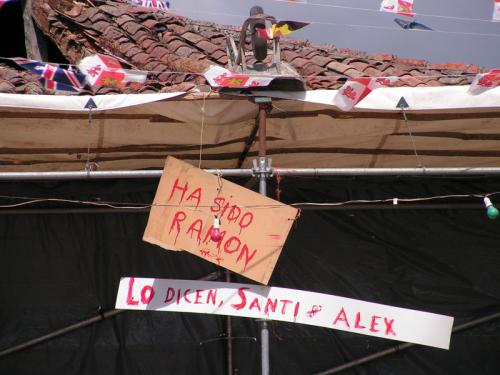 HA SIDO
RAMON
LO DICEN, SANTI & ALEX